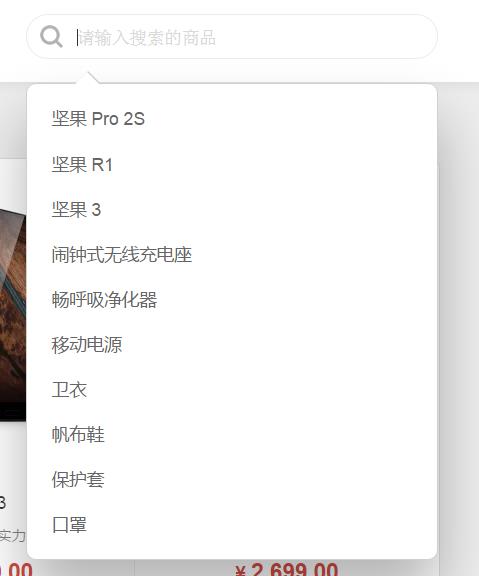 请输入搜索的商品
坚果 Pro 2S
坚果 R1
坚果 3
闹钟式无线充电座
畅呼吸净化器
移动电源
卫衣
帆布鞋
保护套
口罩
3
实力
9.00
¥ 2,699.00